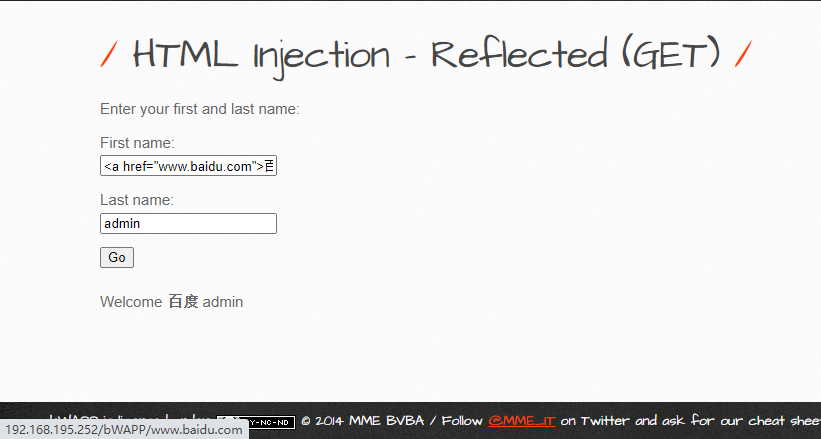 / HTML Injection - Reflected (GET) /
Enter your first and last name:
First name:
<a href="www.baidu.com">百
Last name:
admin
Go
Welcome 百度 admin
© 2014 MME BVBA / Follow @MME_IT on Twitter and ask for our cheat shee
192.168.195.252/bWAPP/www.baidu.com